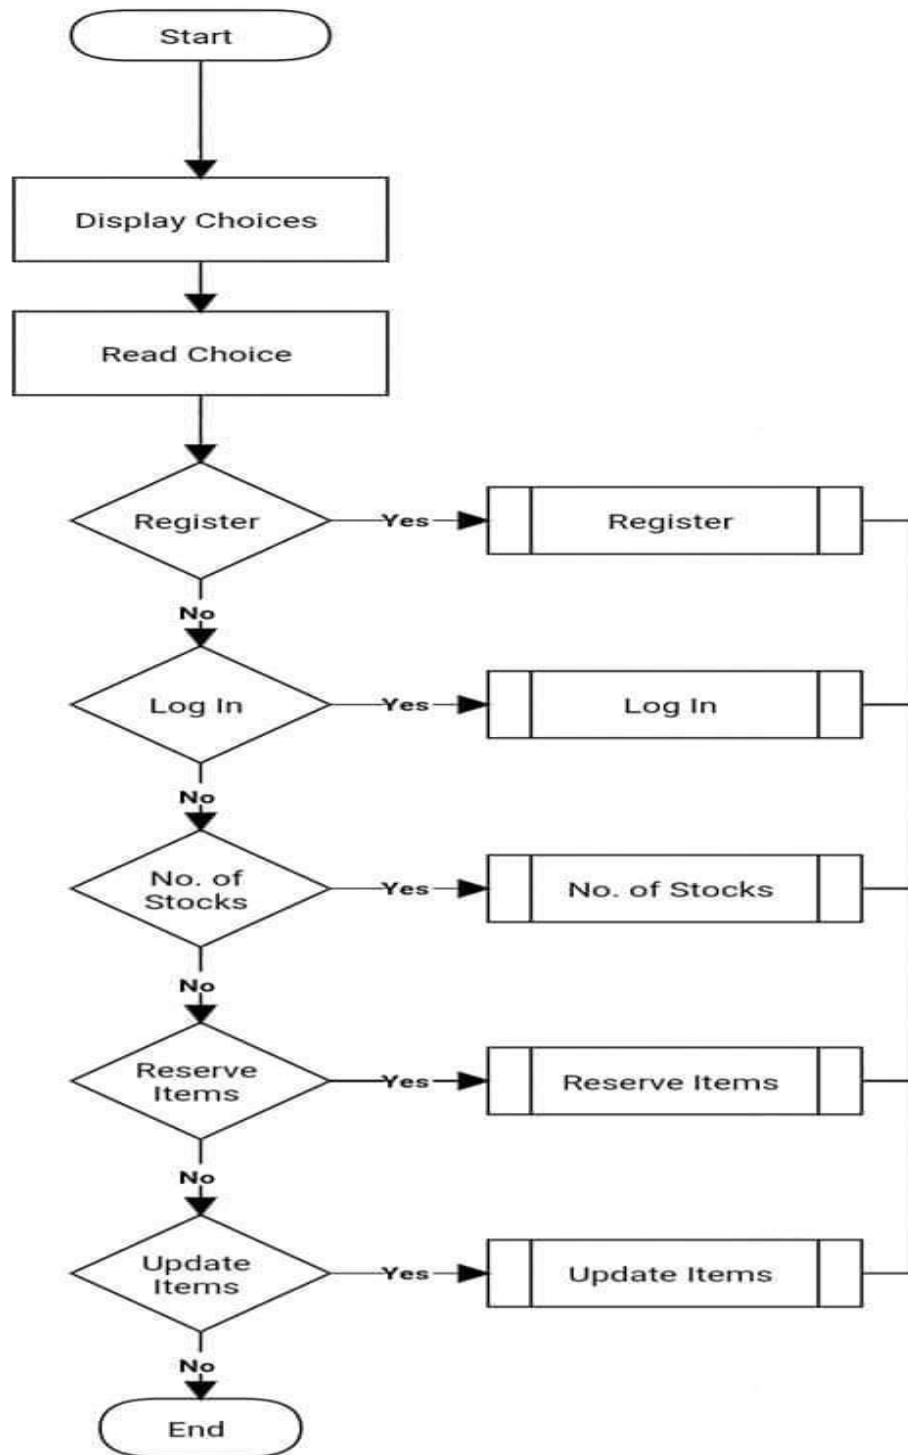 Start
Display Choices
Read Choice
Register
Yes
Register
No
Log In
Yes
Log In
No
No. of
Stocks
Yes
No. of Stocks
No
Reserve
Items
Yes
Reserve Items
No
Update
Items
Yes
Update Items
No
End